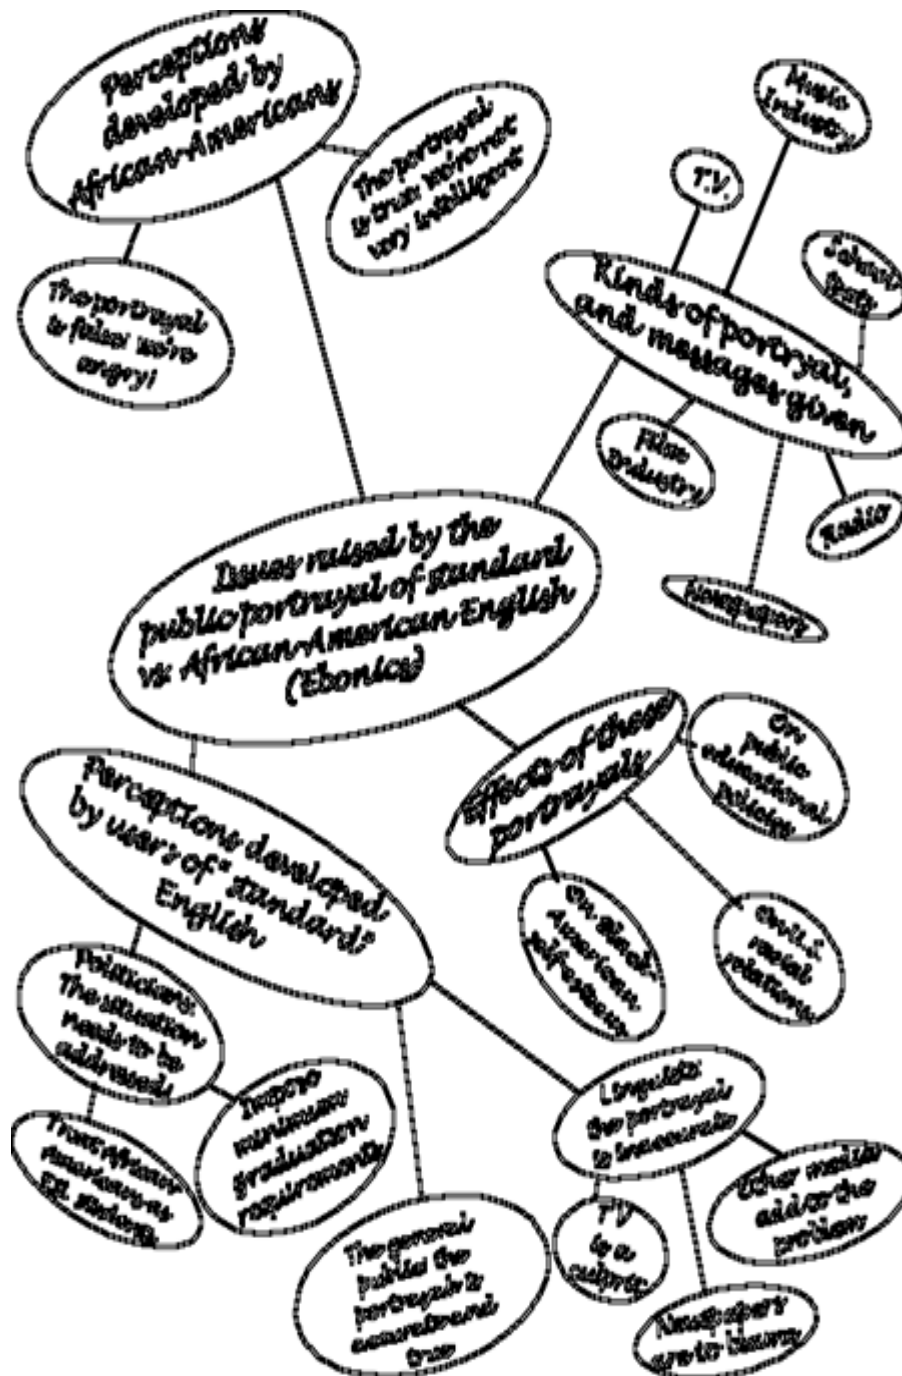 Perceptions
developed by
African-Americans
The portrayal
is true: we're not
very intilligent
The portrayal
is false: we're
angry!
Music
Industry
T.V.
School
Kinds of portryal,
and messages given
Film
Industry
Radio
Newspapers
Issues raised by the
public portrayal of standard
vs. African-American English
(Ebonics)
Effects of these
portrayals
On
public
educational
policies
On Black-
American
self-esteem
On U.S.
racial
relations
Perceptions developed
by users of "standard"
English
Politicians:
The situation
needs to be
addressed!
Treat African
Americans as
students
Impose
minimum
graduation
requirements
The general
public: the
portrayal is
accurate and
true
Linguists:
the portrayal
is inaccurate
TV
is a
culprit
Newspapers
are to blame
Other media
add to the
problem